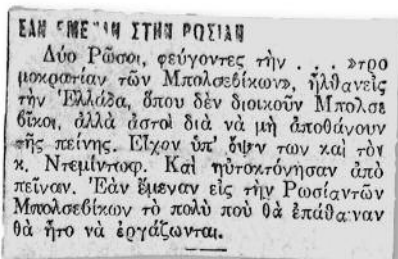 ΕΑΝ ΕΜΕΝΑΝ ΣΤΗΝ ΡΩΣΙΑΝ
Δύο Ρῶσοι, φεύγοντες τὴν . . . »τρο
μοκρατίαν τῶν Μπολσεβίκων», ἦλθανεἰς
τὴν Ἑλλάδα, ὅπου δὲν διοικοῦν Μπολσε
βίκοι, ἀλλὰ ἀστοὶ διὰ νὰ μὴ ἀποθάνουν
τῆς πείνης. Εἶχον ὑπ' ὄψιν των καὶ τὸν
κ. Ντεμίντωφ. Καὶ ηὐτοκτόνησαν ἀπὸ
πεῖναν. Ἐὰν ἔμεναν εἰς τὴν Ρωσίαντῶν
Μπολσεβίκων τὸ πολὺ ποὺ θὰ ἐπάθαιναν
θὰ ἦτο νὰ ἐργάζωνται.